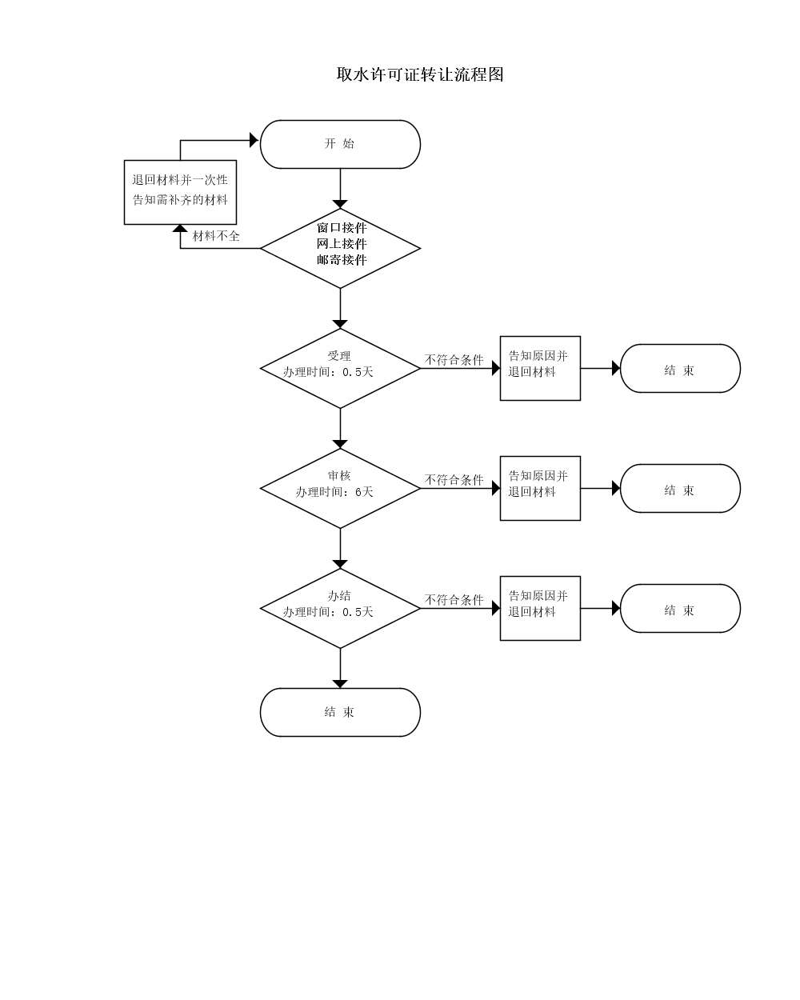 取水许可证转让流程图
开 始
退回材料并一次性
告知需补齐的材料
材料不全
窗口接件
网上接件
邮寄接件
受理
办理时间：0.5天
不符合条件
告知原因并
退回材料
结 束
审核
办理时间：6天
不符合条件
告知原因并
退回材料
结 束
办结
办理时间：0.5天
不符合条件
告知原因并
退回材料
结 束
结 束